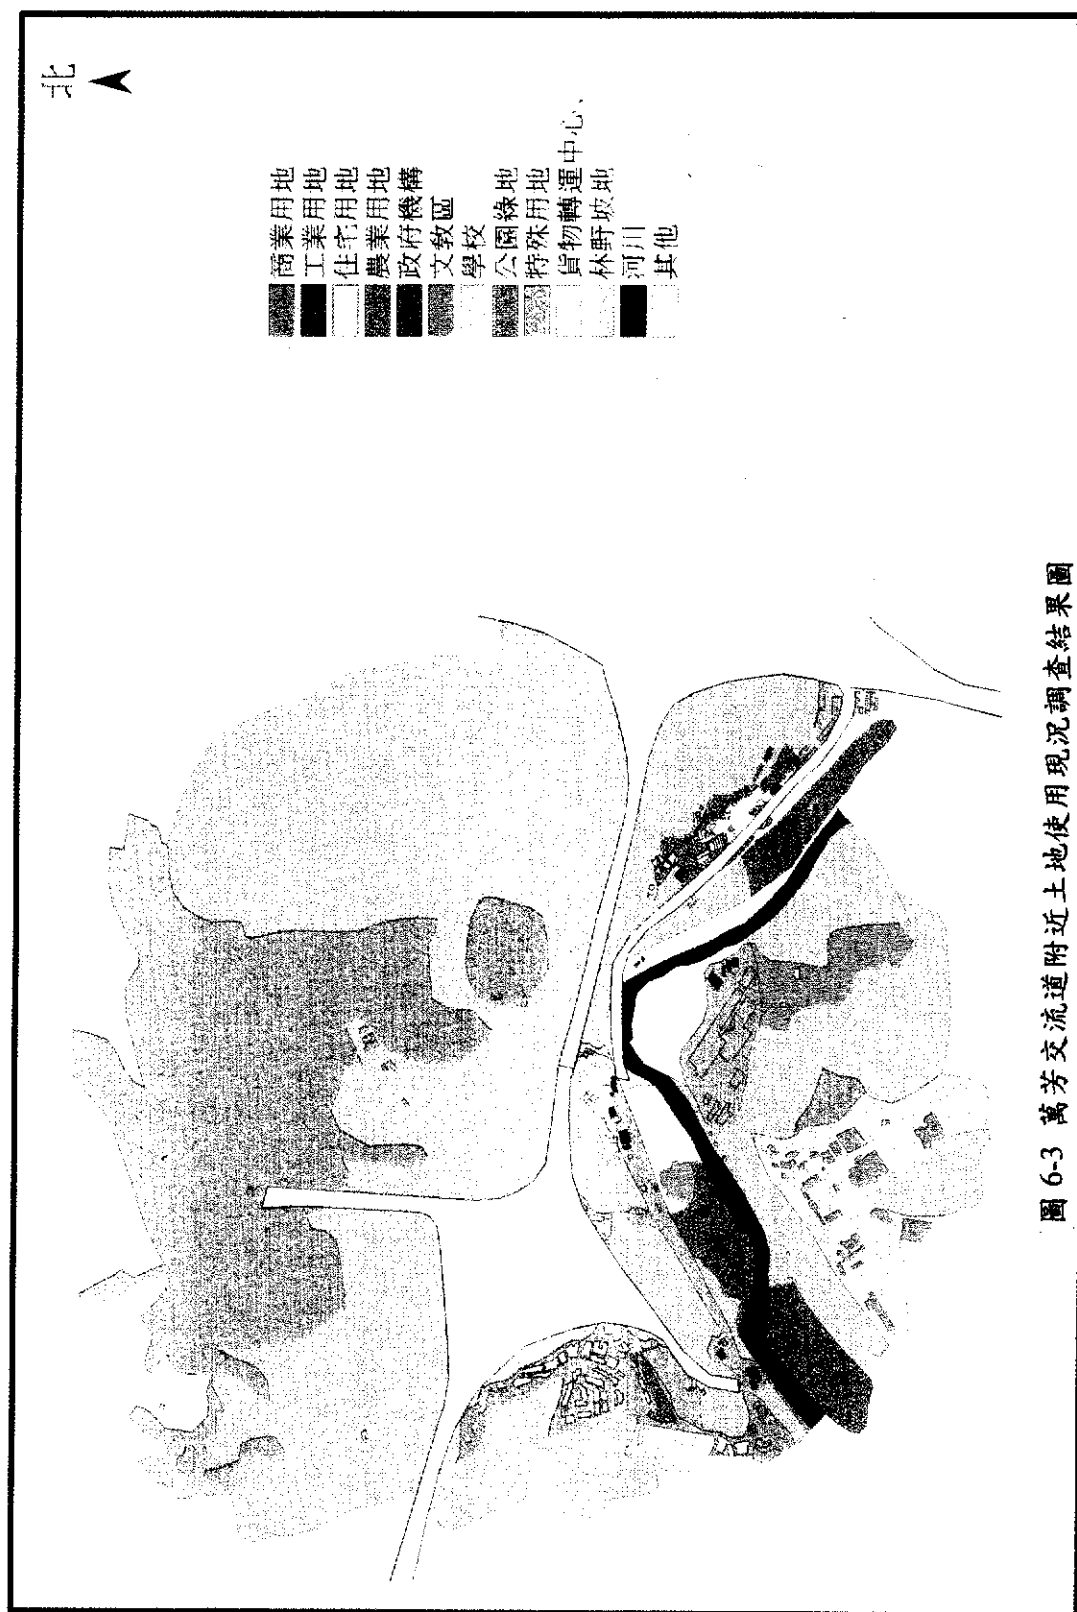 北
商業用地
工業用地
住宅用地
農業用地
政府機構
文教區
學校
公園綠地
特殊用地
貨物轉運中心、
林野坡地
河川
其他
圖 6-3 萬芳交流道附近土地使用現況調查結果圖